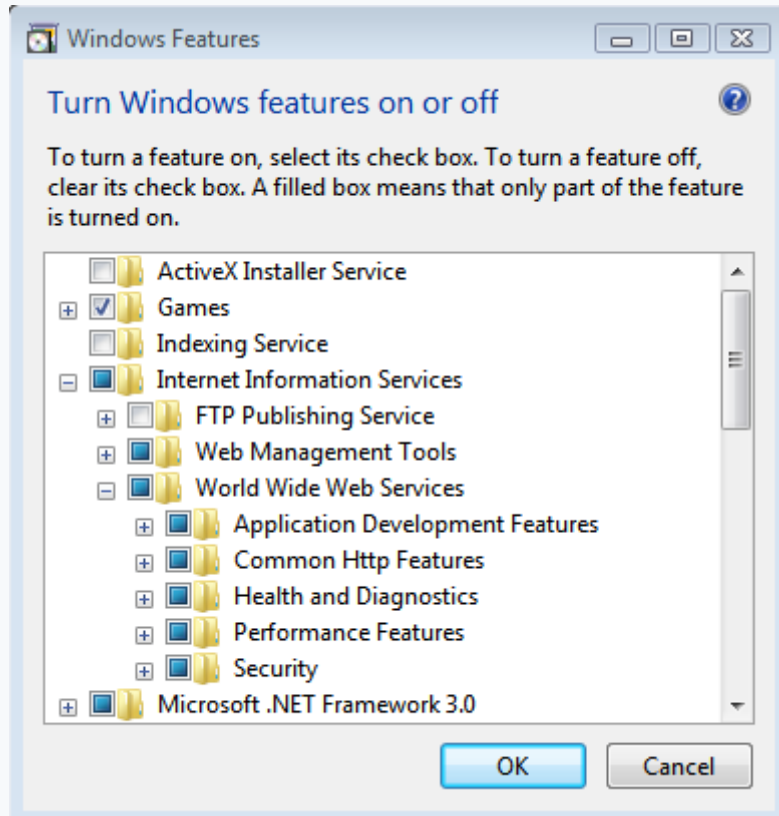 Windows Features
Turn Windows features on or off
To turn a feature on, select its check box. To turn a feature off,
clear its check box. A filled box means that only part of the feature
is turned on.
ActiveX Installer Service
Games
Indexing Service
Internet Information Services
FTP Publishing Service
Web Management Tools
World Wide Web Services
Application Development Features
Common Http Features
Health and Diagnostics
Performance Features
Security
Microsoft .NET Framework 3.0
OK Cancel